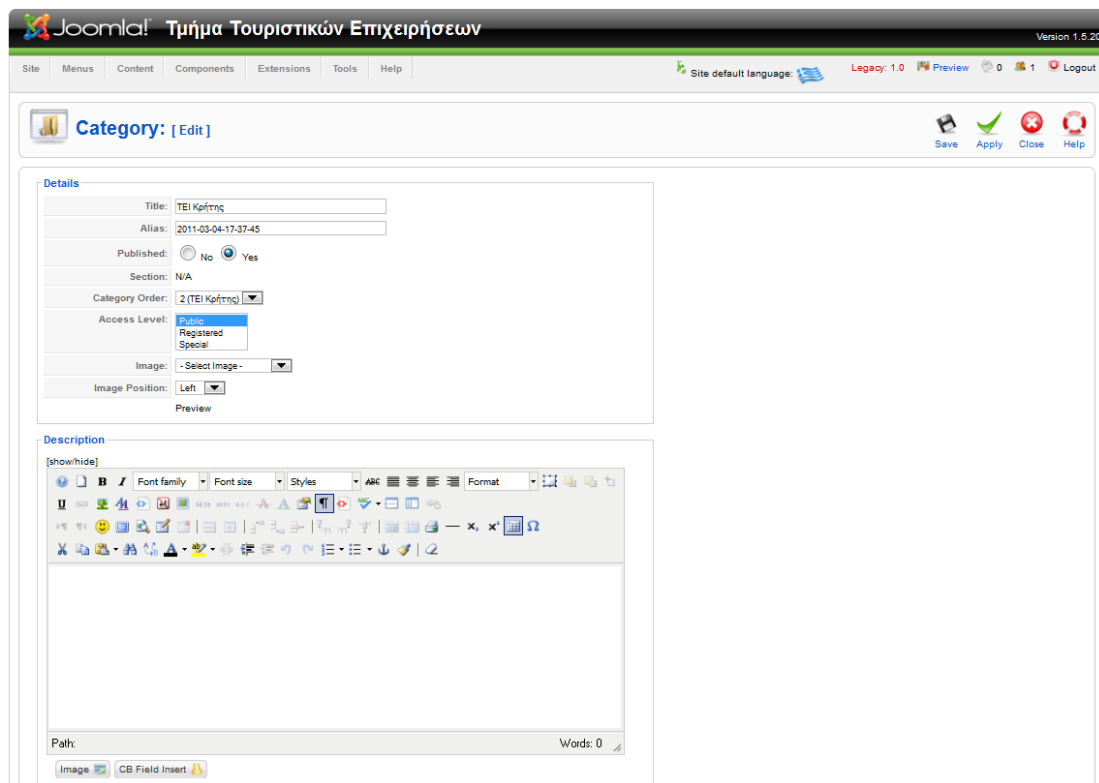 Joomla! Τμήμα Τουριστικών Επιχειρήσεων
Version 1.5.20
Site Menus Content Components Extensions Tools Help Site default language: Legacy: 1.0 Preview 0 1 Logout
Category: [ Edit ]
Save Apply Close Help
Details
Title: ΤΕΙ Κρήτης
Alias: 2011-03-04-17-37-45
Published: No Yes
Section: N/A
Category Order: 2 (ΤΕΙ Κρήτης)
Access Level: Public
Registered
Special
Image: - Select Image -
Image Position: Left
Preview
Description
[show/hide]
B I Font family Font size Styles ABC Format
U
A A
A
Path: Words: 0
Image CB Field Insert